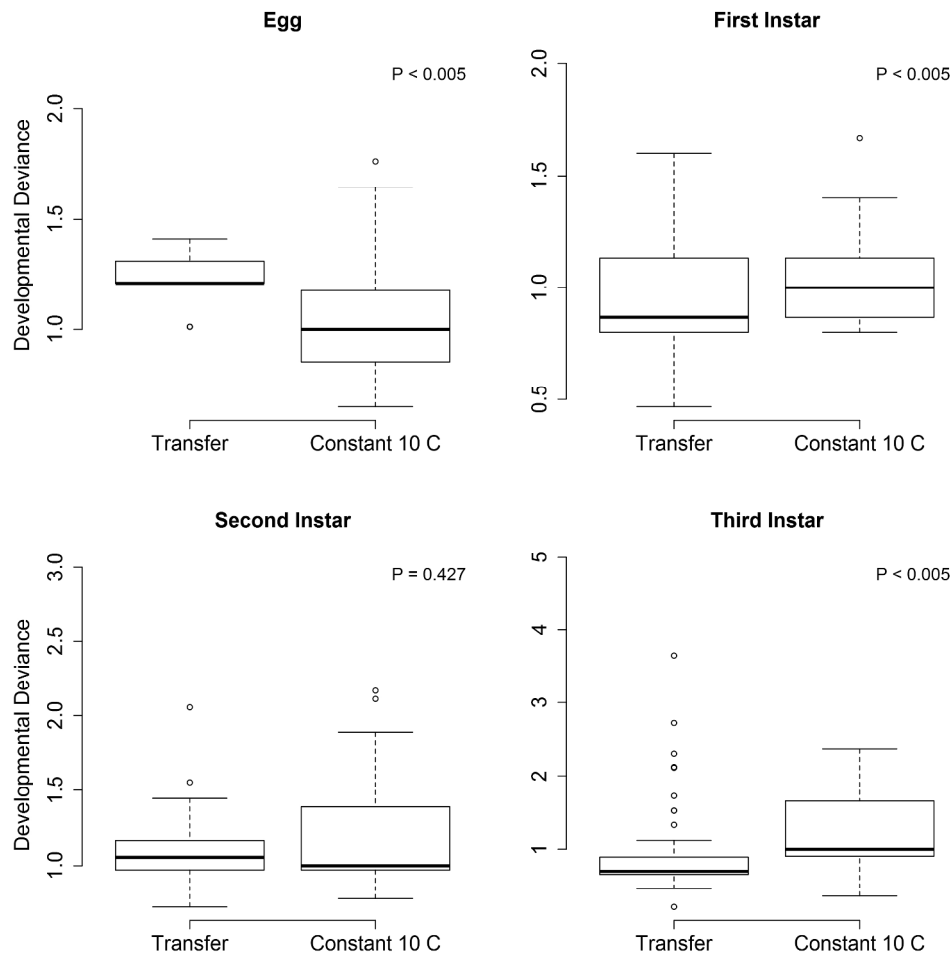 Egg
P < 0.005
Developmental Deviance
2.0
1.5
1.0
Transfer
Constant 10 C
First Instar
P < 0.005
2.0
1.5
1.0
0.5
Transfer
Constant 10 C
Second Instar
P = 0.427
Developmental Deviance
3.0
2.5
2.0
1.5
1.0
Transfer
Constant 10 C
Third Instar
P < 0.005
5
4
3
2
1
Transfer
Constant 10 C